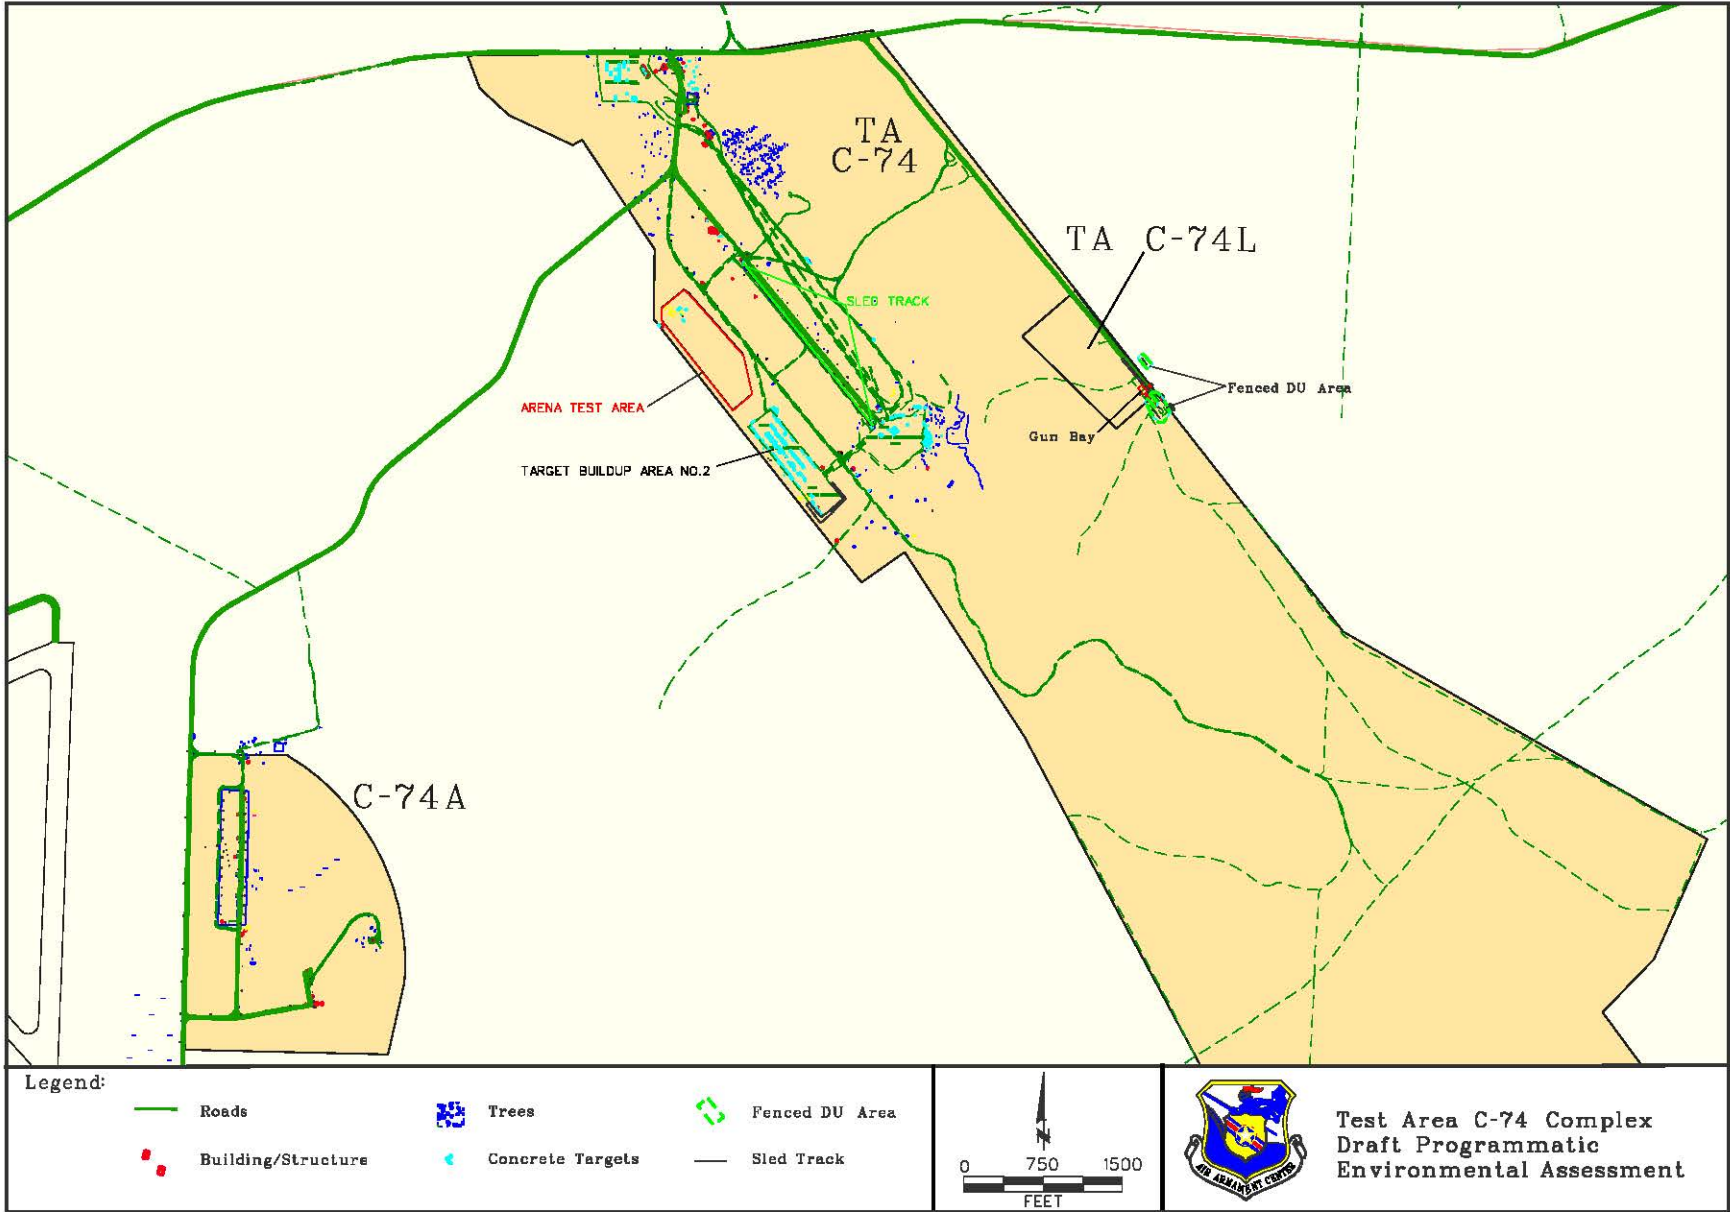 TA
C-74
TA C-74L
SLED TRACK
Fenced DU Area
ARENA TEST AREA
Gun Bay
TARGET BUILDUP AREA NO.2
C-74A
Legend:
Roads
Trees
Fenced DU Area
Building/Structure
Concrete Targets
Sled Track
N
0 750 1500
FEET
AIR ARMAMENT CENTER
Test Area C-74 Complex
Draft Programmatic
Environmental Assessment